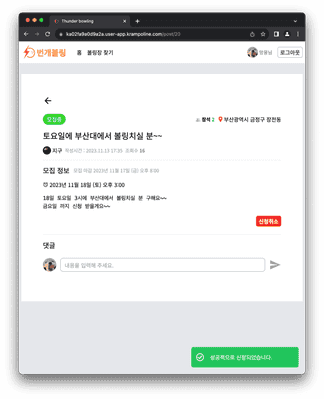 Thunder bowling
ka02fa9a0d9a2a.user-app.krampoline.com/post/23
번개볼링
홈 볼링장 찾기
로그아웃
모집중
참석 2 부산광역시 금정구 장전동
토요일에 부산대에서 볼링치실 분~~
지구 작성시간 : 2023.11.13 17:35 조회수 16
모집 정보 모집 마감 2023년 11월 17일 (금) 오후 8:00
2023년 11월 18일 (토) 오후 3:00
18일 토요일 3시에 부산대에서 볼링치실 분 구해요~~
금요일 까지 신청 받을게요~~
신청취소
댓글
내용을 입력해 주세요.
성공적으로 신청되었습니다.